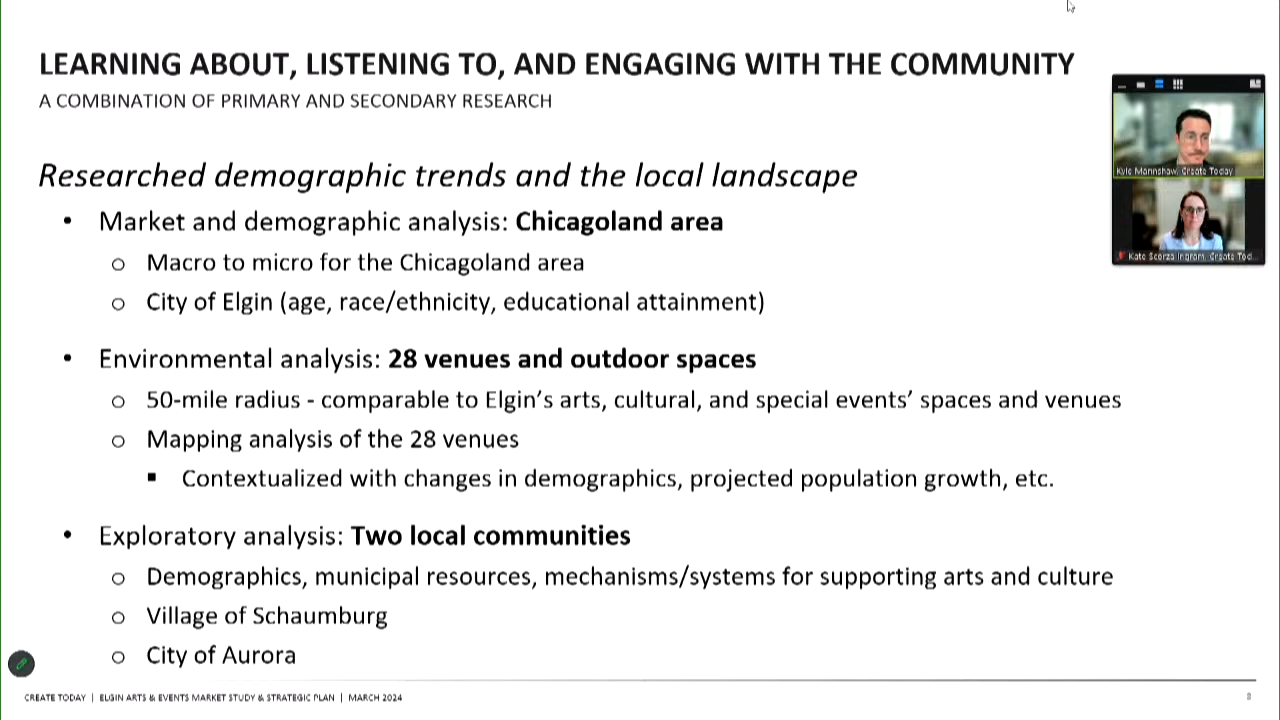 LEARNING ABOUT, LISTENING TO, AND ENGAGING WITH THE COMMUNITY
A COMBINATION OF PRIMARY AND SECONDARY RESEARCH
Researched demographic trends and the local landscape
• Market and demographic analysis: Chicagoland area
o Macro to micro for the Chicagoland area
o City of Elgin (age, race/ethnicity, educational attainment)
• Environmental analysis: 28 venues and outdoor spaces
o 50-mile radius - comparable to Elgin’s arts, cultural, and special events’ spaces and venues
o Mapping analysis of the 28 venues
▪ Contextualized with changes in demographics, projected population growth, etc.
• Exploratory analysis: Two local communities
o Demographics, municipal resources, mechanisms/systems for supporting arts and culture
o Village of Schaumburg
o City of Aurora
Kyle Mannshaw, Create Today
Kate Scorza Ingram, Create Tod...
CREATE TODAY | ELGIN ARTS & EVENTS MARKET STUDY & STRATEGIC PLAN | MARCH 2024